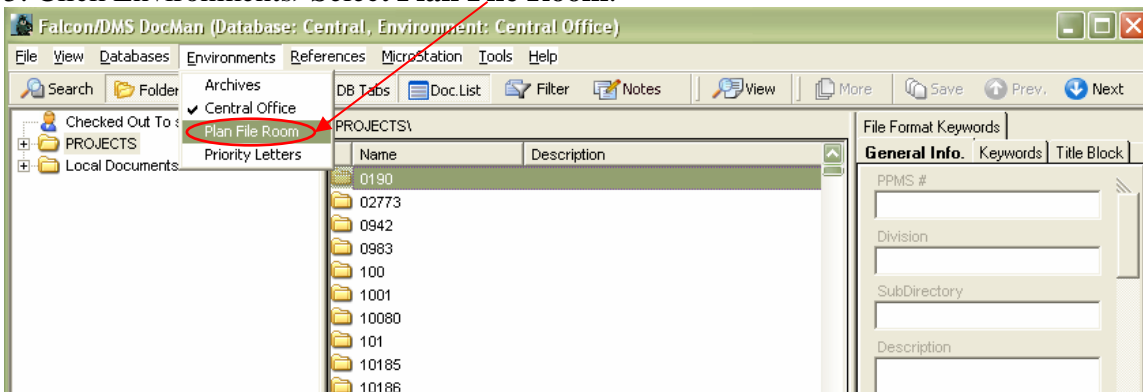 Click Environments/ Select Plan File Room.
Falcon/DMS DocMan (Database: Central, Environment: Central Office)
File View Databases Environments References MicroStation Tools Help
Search Folder DB Tabs Doc.List Filter Notes View More Save Prev. Next
Archives
Central Office
Plan File Room
Priority Letters
Checked Out To
PROJECTS
Local Documents
PROJECTS\
Name Description
0190
02773
0942
0983
100
1001
10080
101
10185
10186
File Format Keywords
General Info. Keywords Title Block
PPMS #
Division
SubDirectory
Description